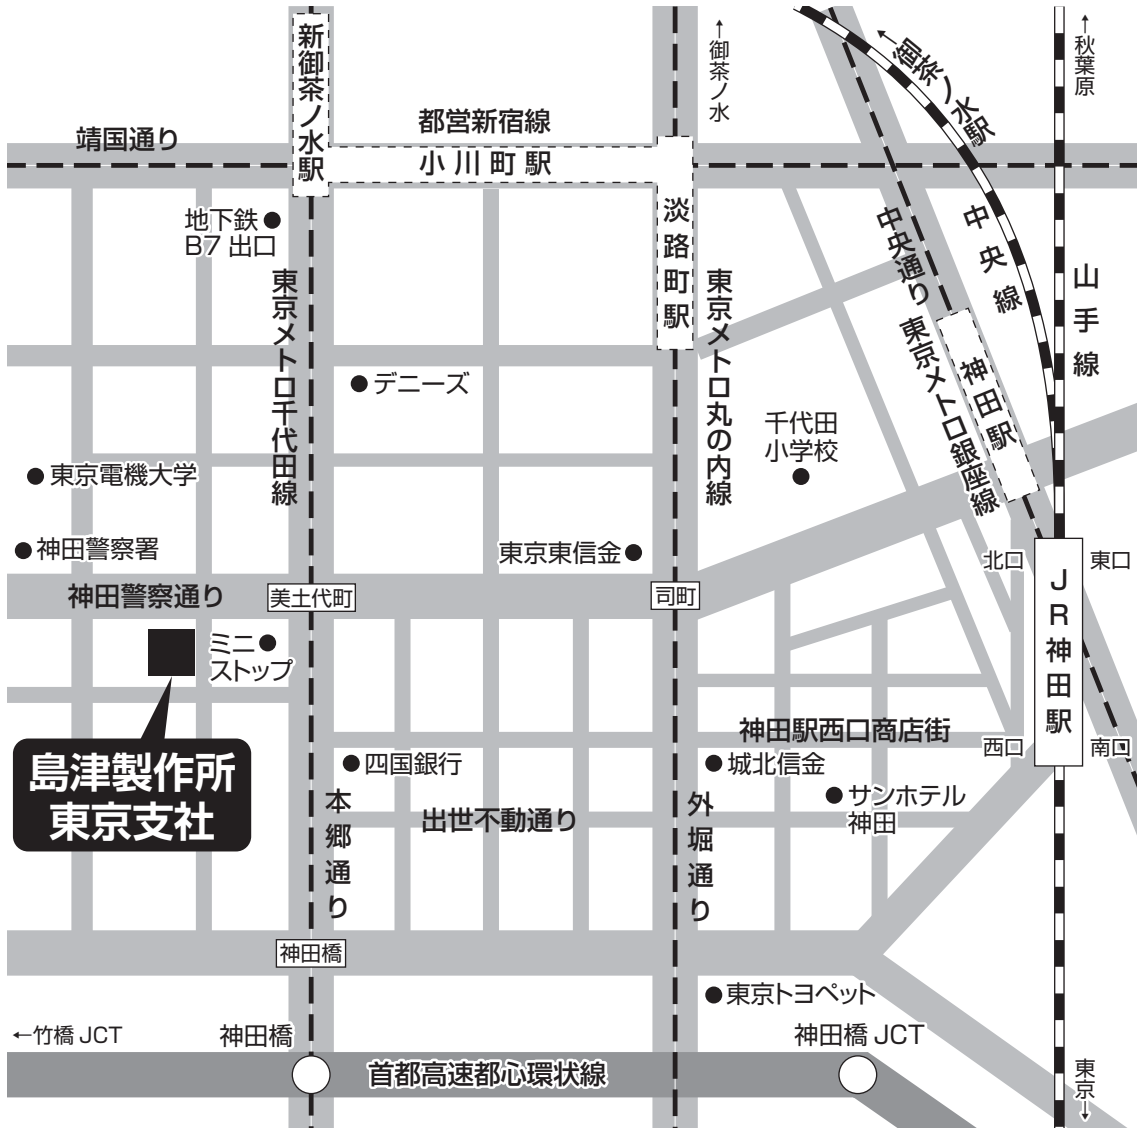 新御茶ノ水駅
↑御茶ノ水
←御茶ノ水駅
←秋葉原
靖国通り
都営新宿線
小川町駅
地下鉄
B7 出口
淡路町駅
中央通り
中央線
山手線
東京メトロ千代田線
東京メトロ丸の内線
東京メトロ銀座線
神田駅
デニーズ
千代田
小学校
東京電機大学
神田警察署
東京東信金
北口
東口
神田警察通り
美土代町
司町
JR神田駅
ミニ
ストップ
島津製作所
東京支社
神田駅西口商店街
西口
南口
四国銀行
城北信金
サンホテル
神田
本郷通り
出世不動通り
外堀通り
神田橋
東京トヨペット
←竹橋 JCT
神田橋
神田橋 JCT
首都高速都心環状線
東京→